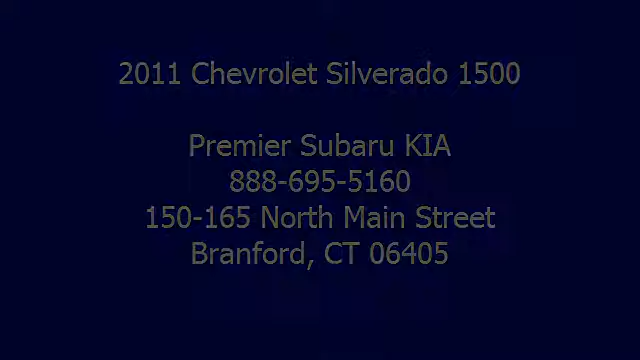 2011 Chevrolet Silverado 1500
Premier Subaru KIA
888-695-5160
150-165 North Main Street
Branford, CT 06405